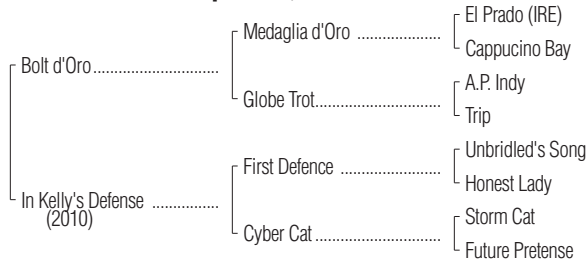 El Prado (IRE)
Medaglia d'Oro ..................
Cappucino Bay
Bolt d'Oro...........................
A.P. Indy
Globe Trot...........................
Trip
Unbridled's Song
First Defence ......................
Honest Lady
In Kelly's Defense ..............
(2010)
Storm Cat
Cyber Cat...........................
Future Pretense